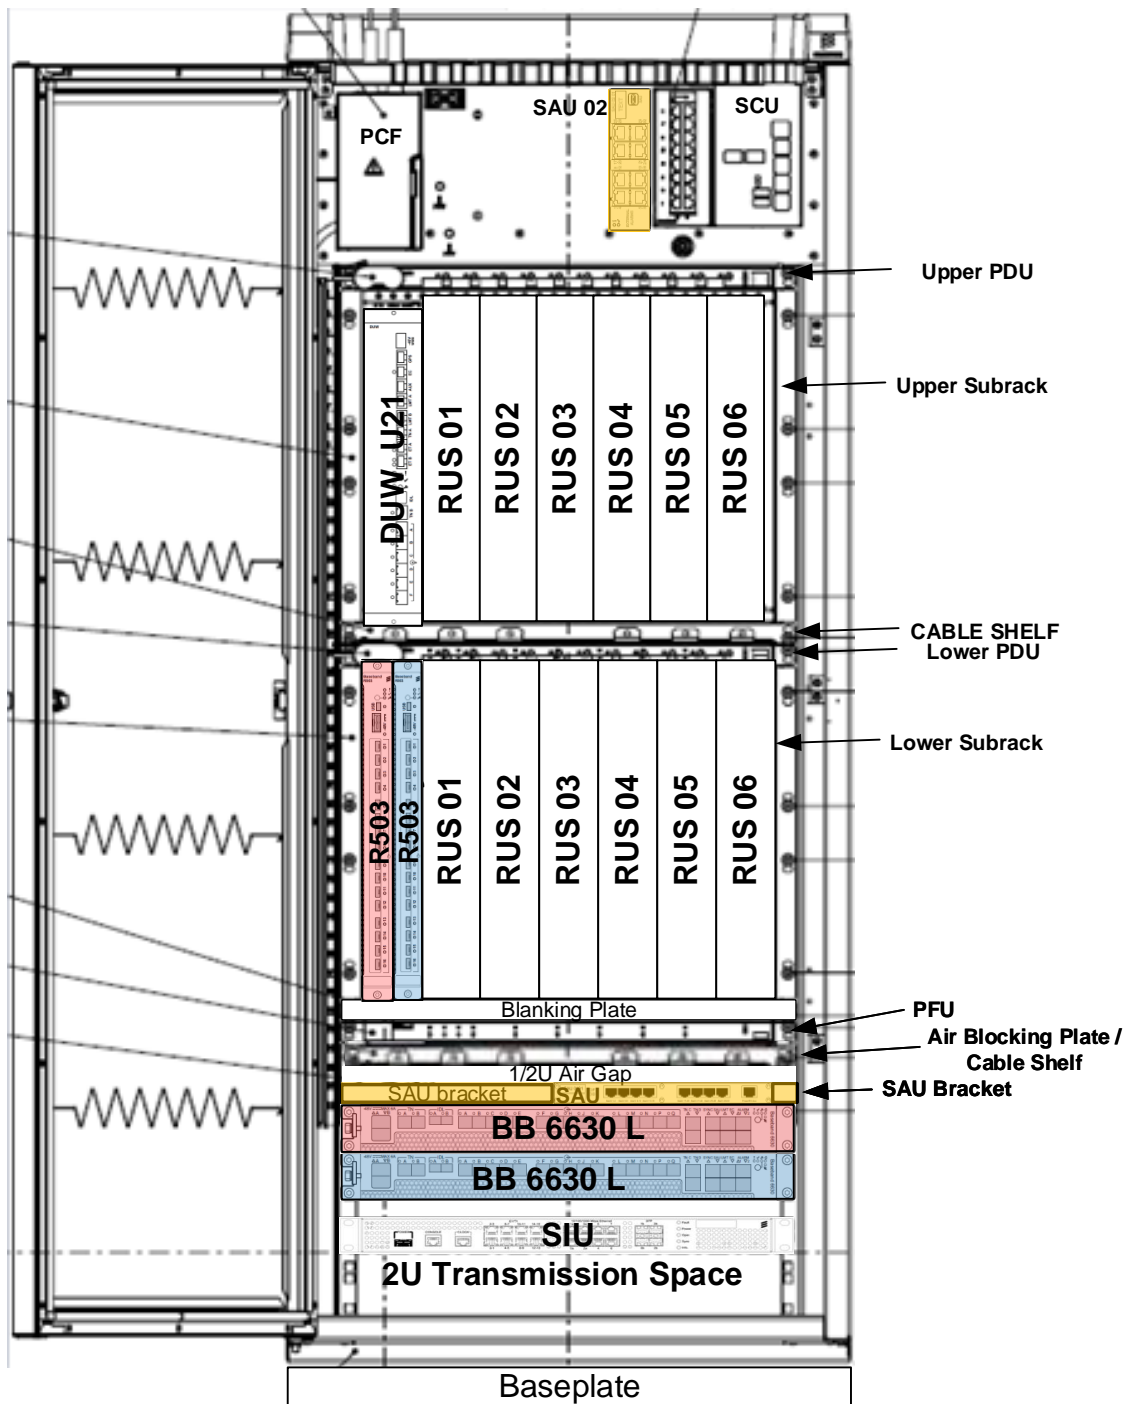 SAU 02
SCU
PCF
Upper PDU
Upper Subrack
DUW U21
RUS 01
RUS 02
RUS 03
RUS 04
RUS 05
RUS 06
CABLE SHELF
Lower PDU
Lower Subrack
R503
R503
RUS 01
RUS 02
RUS 03
RUS 04
RUS 05
RUS 06
Blanking Plate
PFU
Air Blocking Plate /
Cable Shelf
1/2U Air Gap
SAU bracket
SAU
SAU Bracket
BB 6630 L
BB 6630 L
SIU
2U Transmission Space
Baseplate